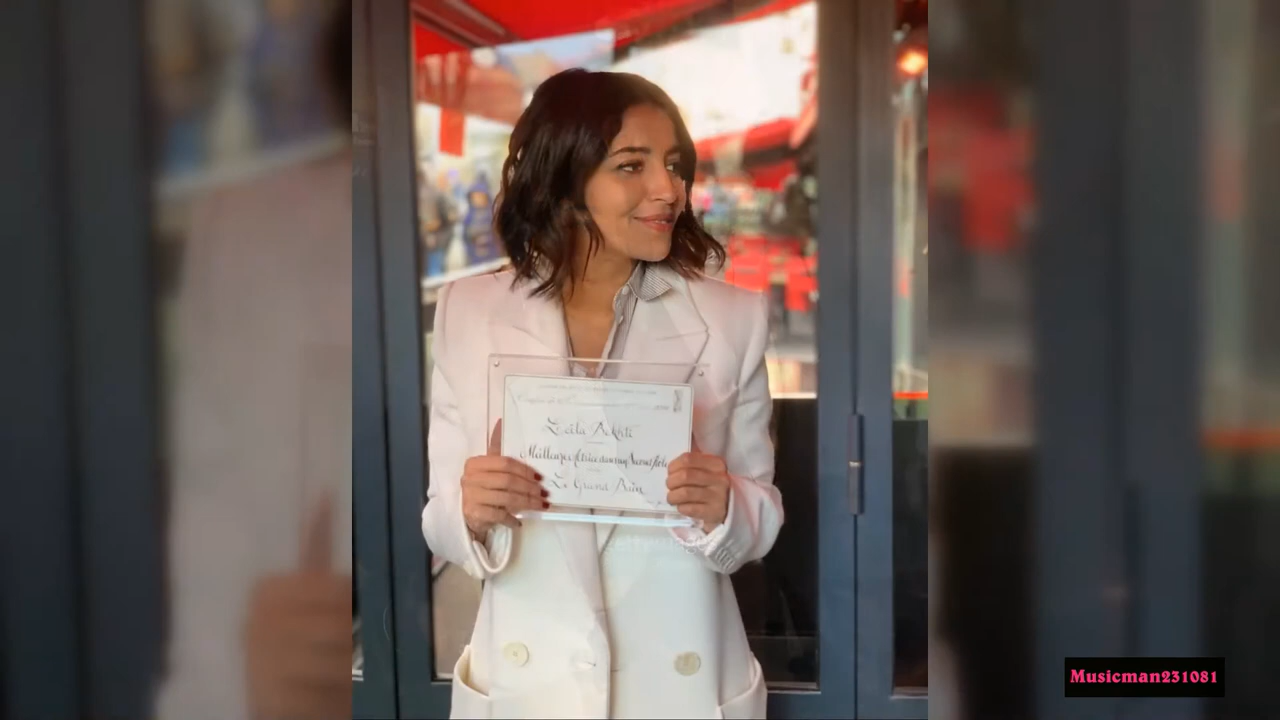 Leïla Bekhti
Meilleure Actrice dans un Second Rôle
Le Grand Bain
Musicman231081